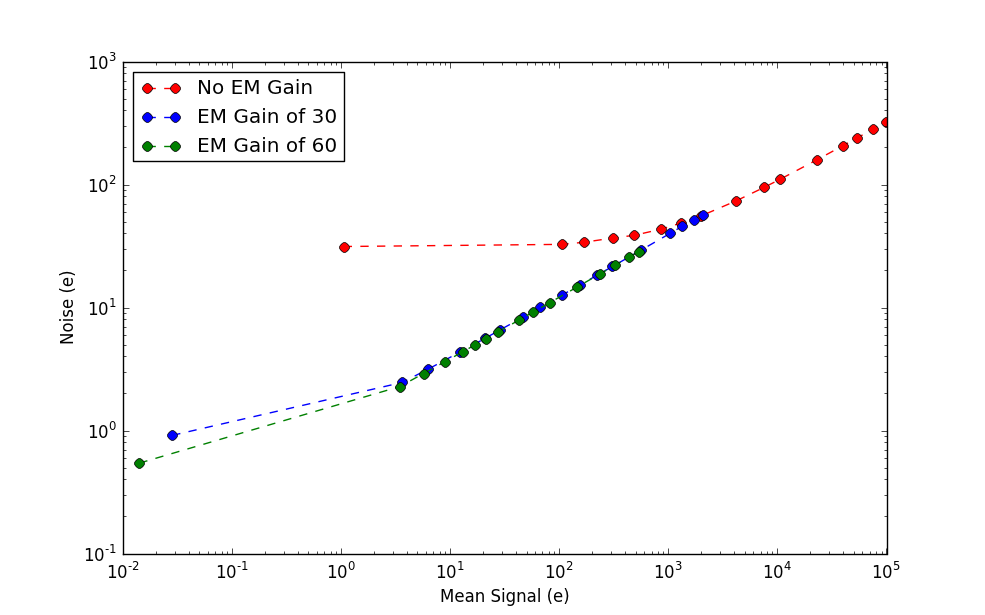 10^3
10^2
10^1
10^0
10^-1
Noise (e)
No EM Gain
EM Gain of 30
EM Gain of 60
10^-2 10^-1 10^0 10^1 10^2 10^3 10^4 10^5
Mean Signal (e)